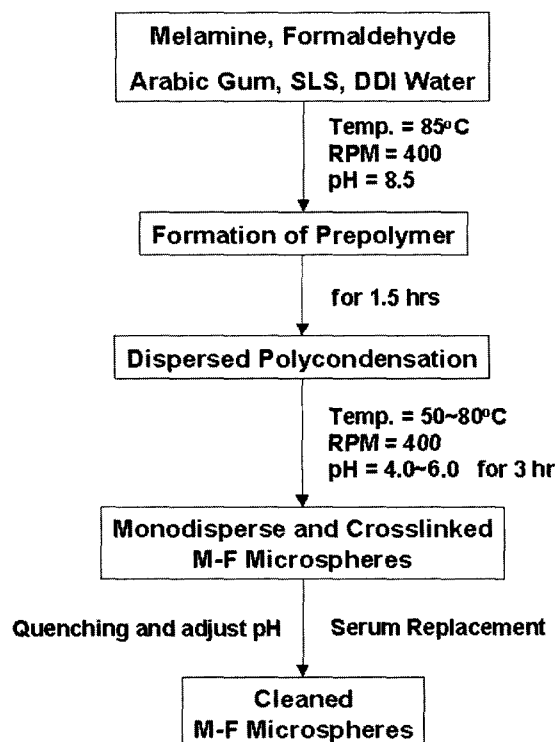 Melamine, Formaldehyde
Arabic Gum, SLS, DDI Water
Temp. = 85ºC
RPM = 400
pH = 8.5
Formation of Prepolymer
for 1.5 hrs
Dispersed Polycondensation
Temp. = 50~80ºC
RPM = 400
pH = 4.0~6.0 for 3 hr
Monodisperse and Crosslinked
M-F Microspheres
Quenching and adjust pH Serum Replacement
Cleaned
M-F Microspheres